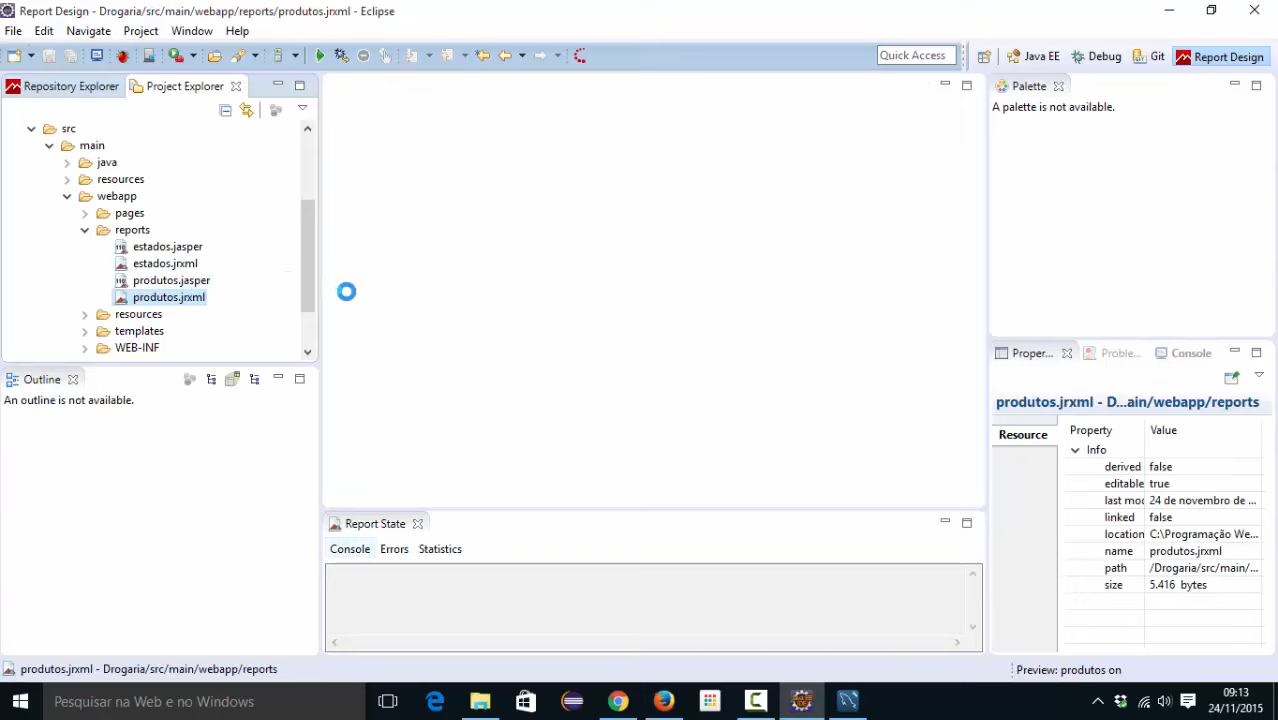 Report Design - Drogaria/src/main/webapp/reports/produtos.jrxml - Eclipse
File Edit Navigate Project Window Help
Quick Access
Java EE Debug Git Report Design
Repository Explorer Project Explorer
src
main
java
resources
webapp
pages
reports
estados.jasper
estados.jrxml
produtos.jasper
produtos.jrxml
resources
templates
WEB-INF
Outline
An outline is not available.
Report State
Console Errors Statistics
Palette
A palette is not available.
Proper... Proble... Console
produtos.jrxml - D...ain/webapp/reports
Resource
Property Value
Info
derived false
editable true
last moc 24 de novembro de ...
linked false
location C:\Programação We...
name produtos.jrxml
path /Drogaria/src/main/...
size 5.416 bytes
produtos.jrxml - Drogaria/src/main/webapp/reports
Preview: produtos on
Pesquisar na Web e no Windows
09:13
24/11/2015